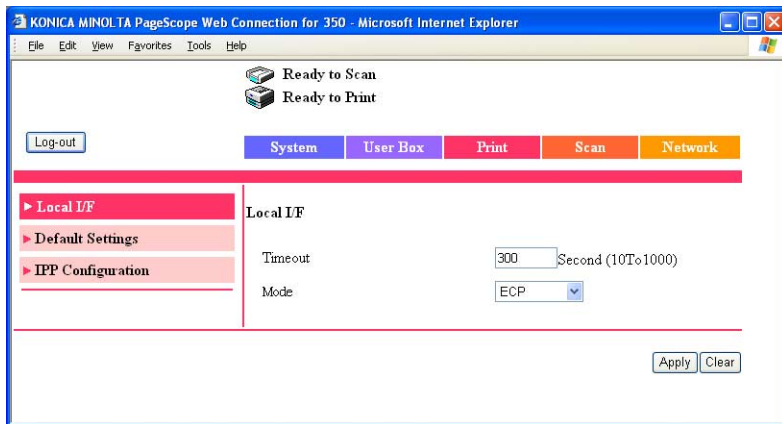 KONICA MINOLTA PageScope Web Connection for 350 - Microsoft Internet Explorer
File Edit View Favorites Tools Help
Ready to Scan
Ready to Print
Log-out
System User Box Print Scan Network
Local I/F
Default Settings
IPP Configuration
Local I/F
Timeout 300 Second (10To1000)
Mode ECP
Apply Clear